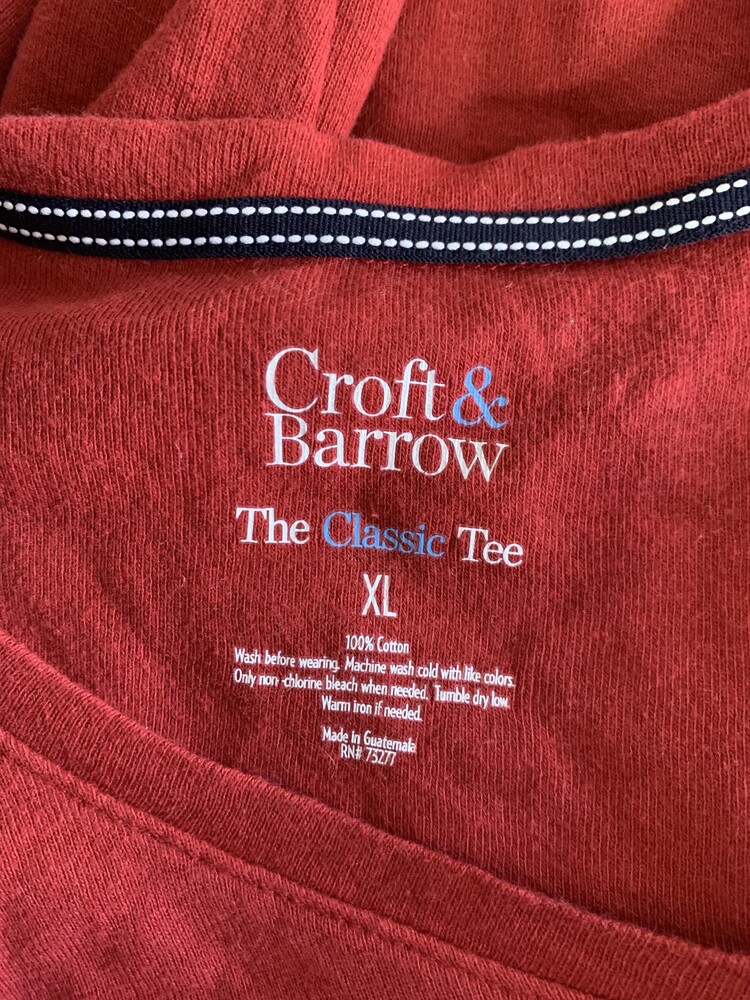 Croft &
Barrow
The Classic Tee
XL
100% Cotton
Wash before wearing. Machine wash cold with like colors.
Only non-chlorine bleach when needed. Tumble dry low.
Warm iron if needed.
Made in Guatemala
RN# 73277